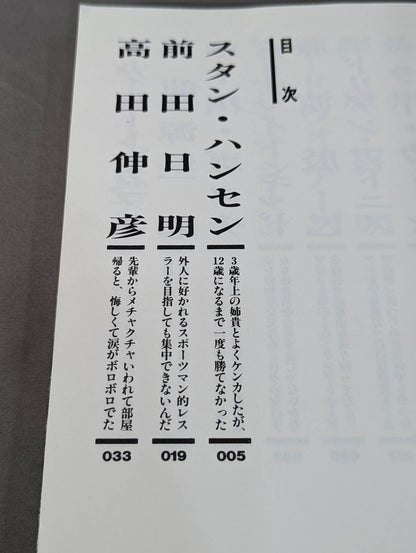 目次
スタン・ハンセン
3歳年上の姉貴とよくケンカしたが、
12歳になるまで一度も勝てなかった
005
前田日明
外人に好かれるスポーツマン的レス
ラーを目指しても集中できないんだ
019
高田伸彦
先輩からメチャクチャいわれて部屋
帰ると、悔しくて涙がボロボロでた
033